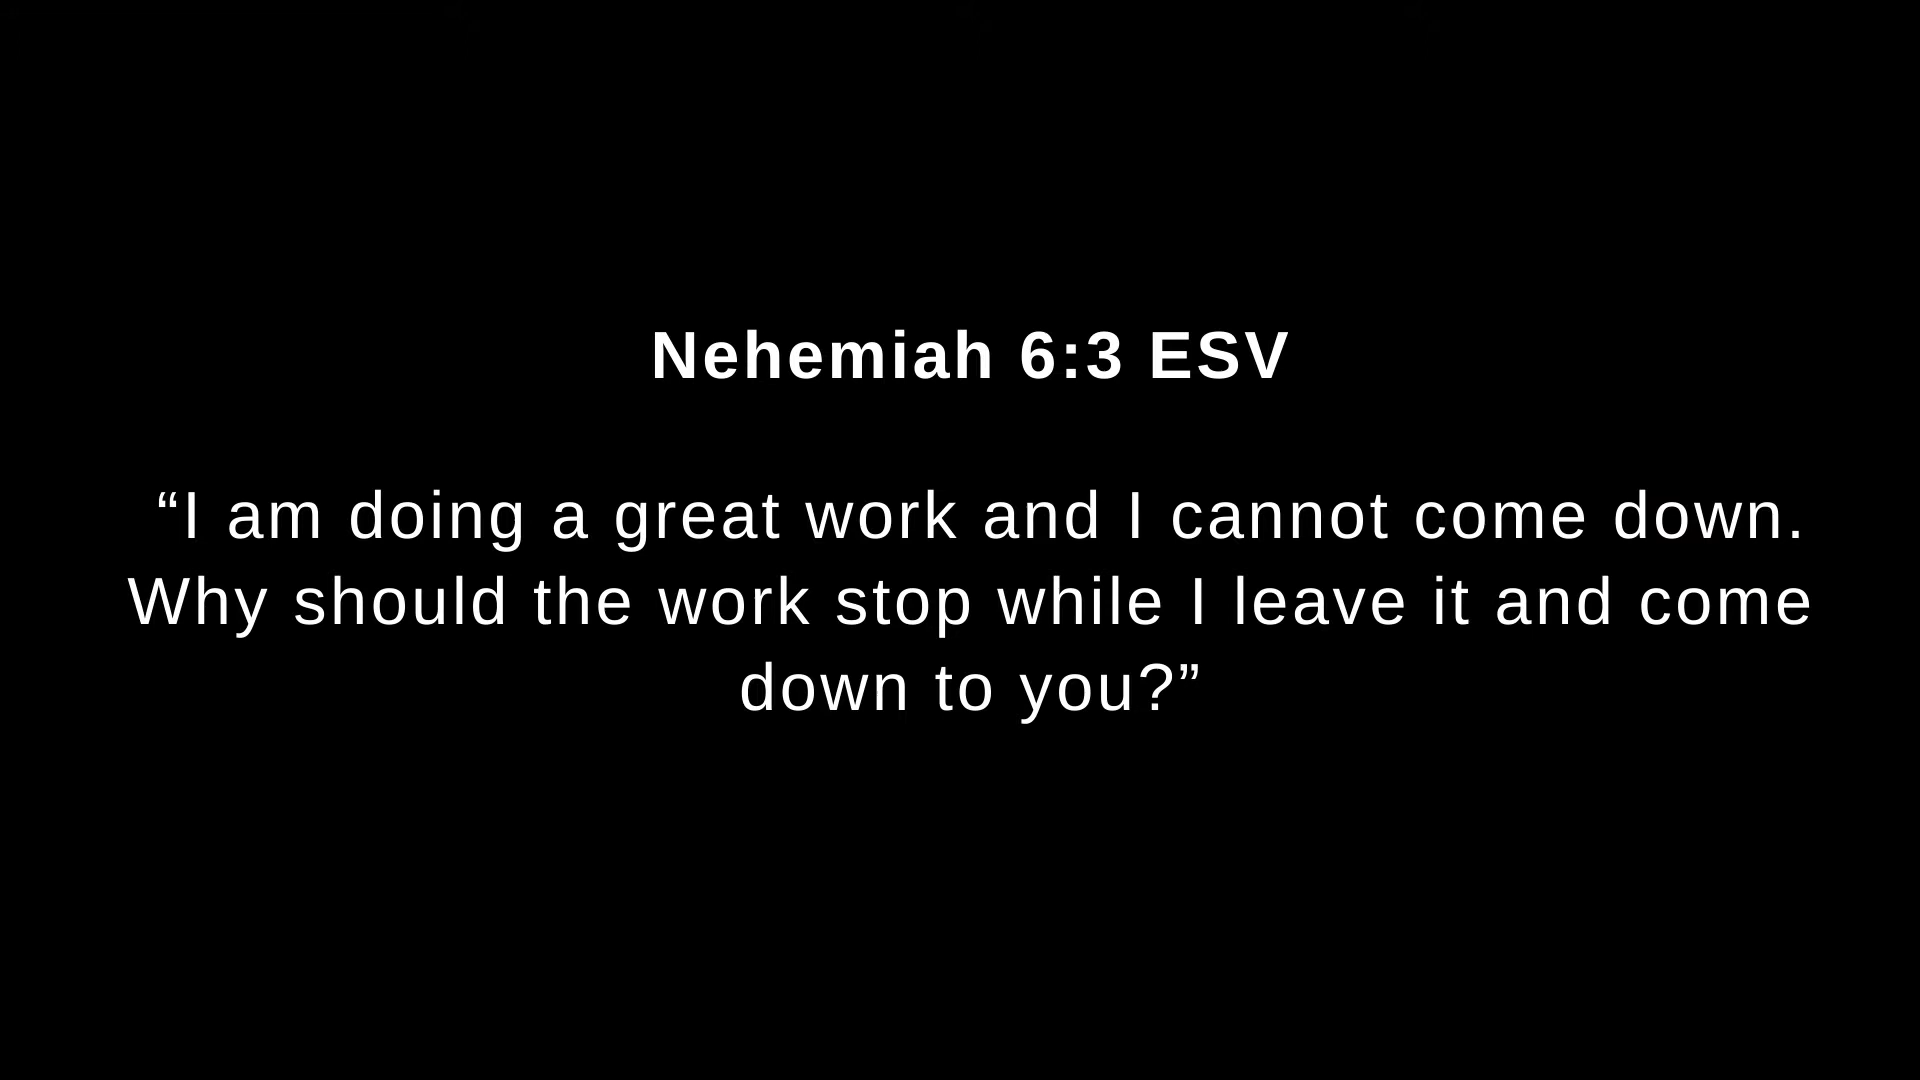 Nehemiah 6:3 ESV
“I am doing a great work and I cannot come down.
Why should the work stop while I leave it and come
down to you?”